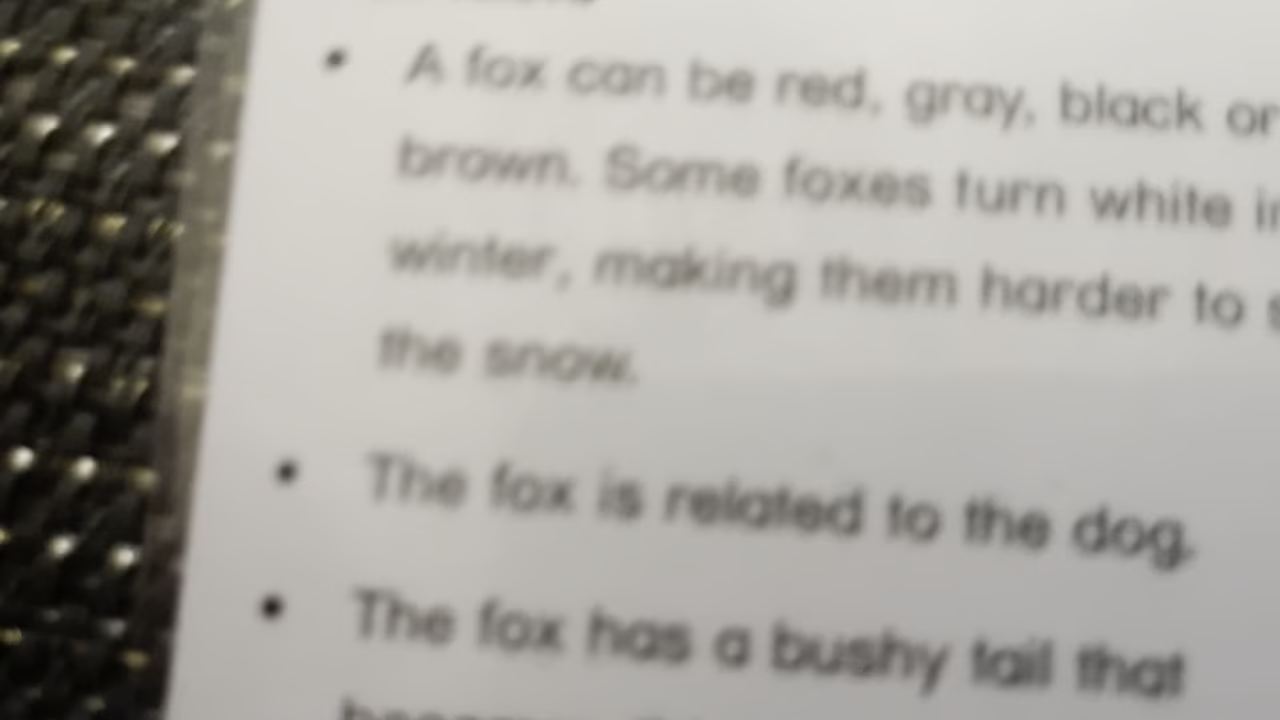 A fox can be red, gray, black or
brown. Some foxes turn white in
winter, making them harder to
the snow.
The fox is related to the dog.
The fox has a bushy tail that